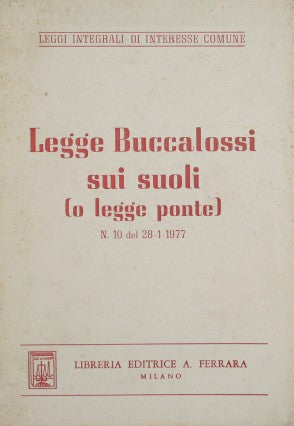 LEGGI INTEGRALI DI INTERESSE COMUNE
Legge Buccalossi
sui suoli
(o legge ponte)
N. 10 del 28-1-1977
LIBRERIA EDITRICE A. FERRARA
MILANO